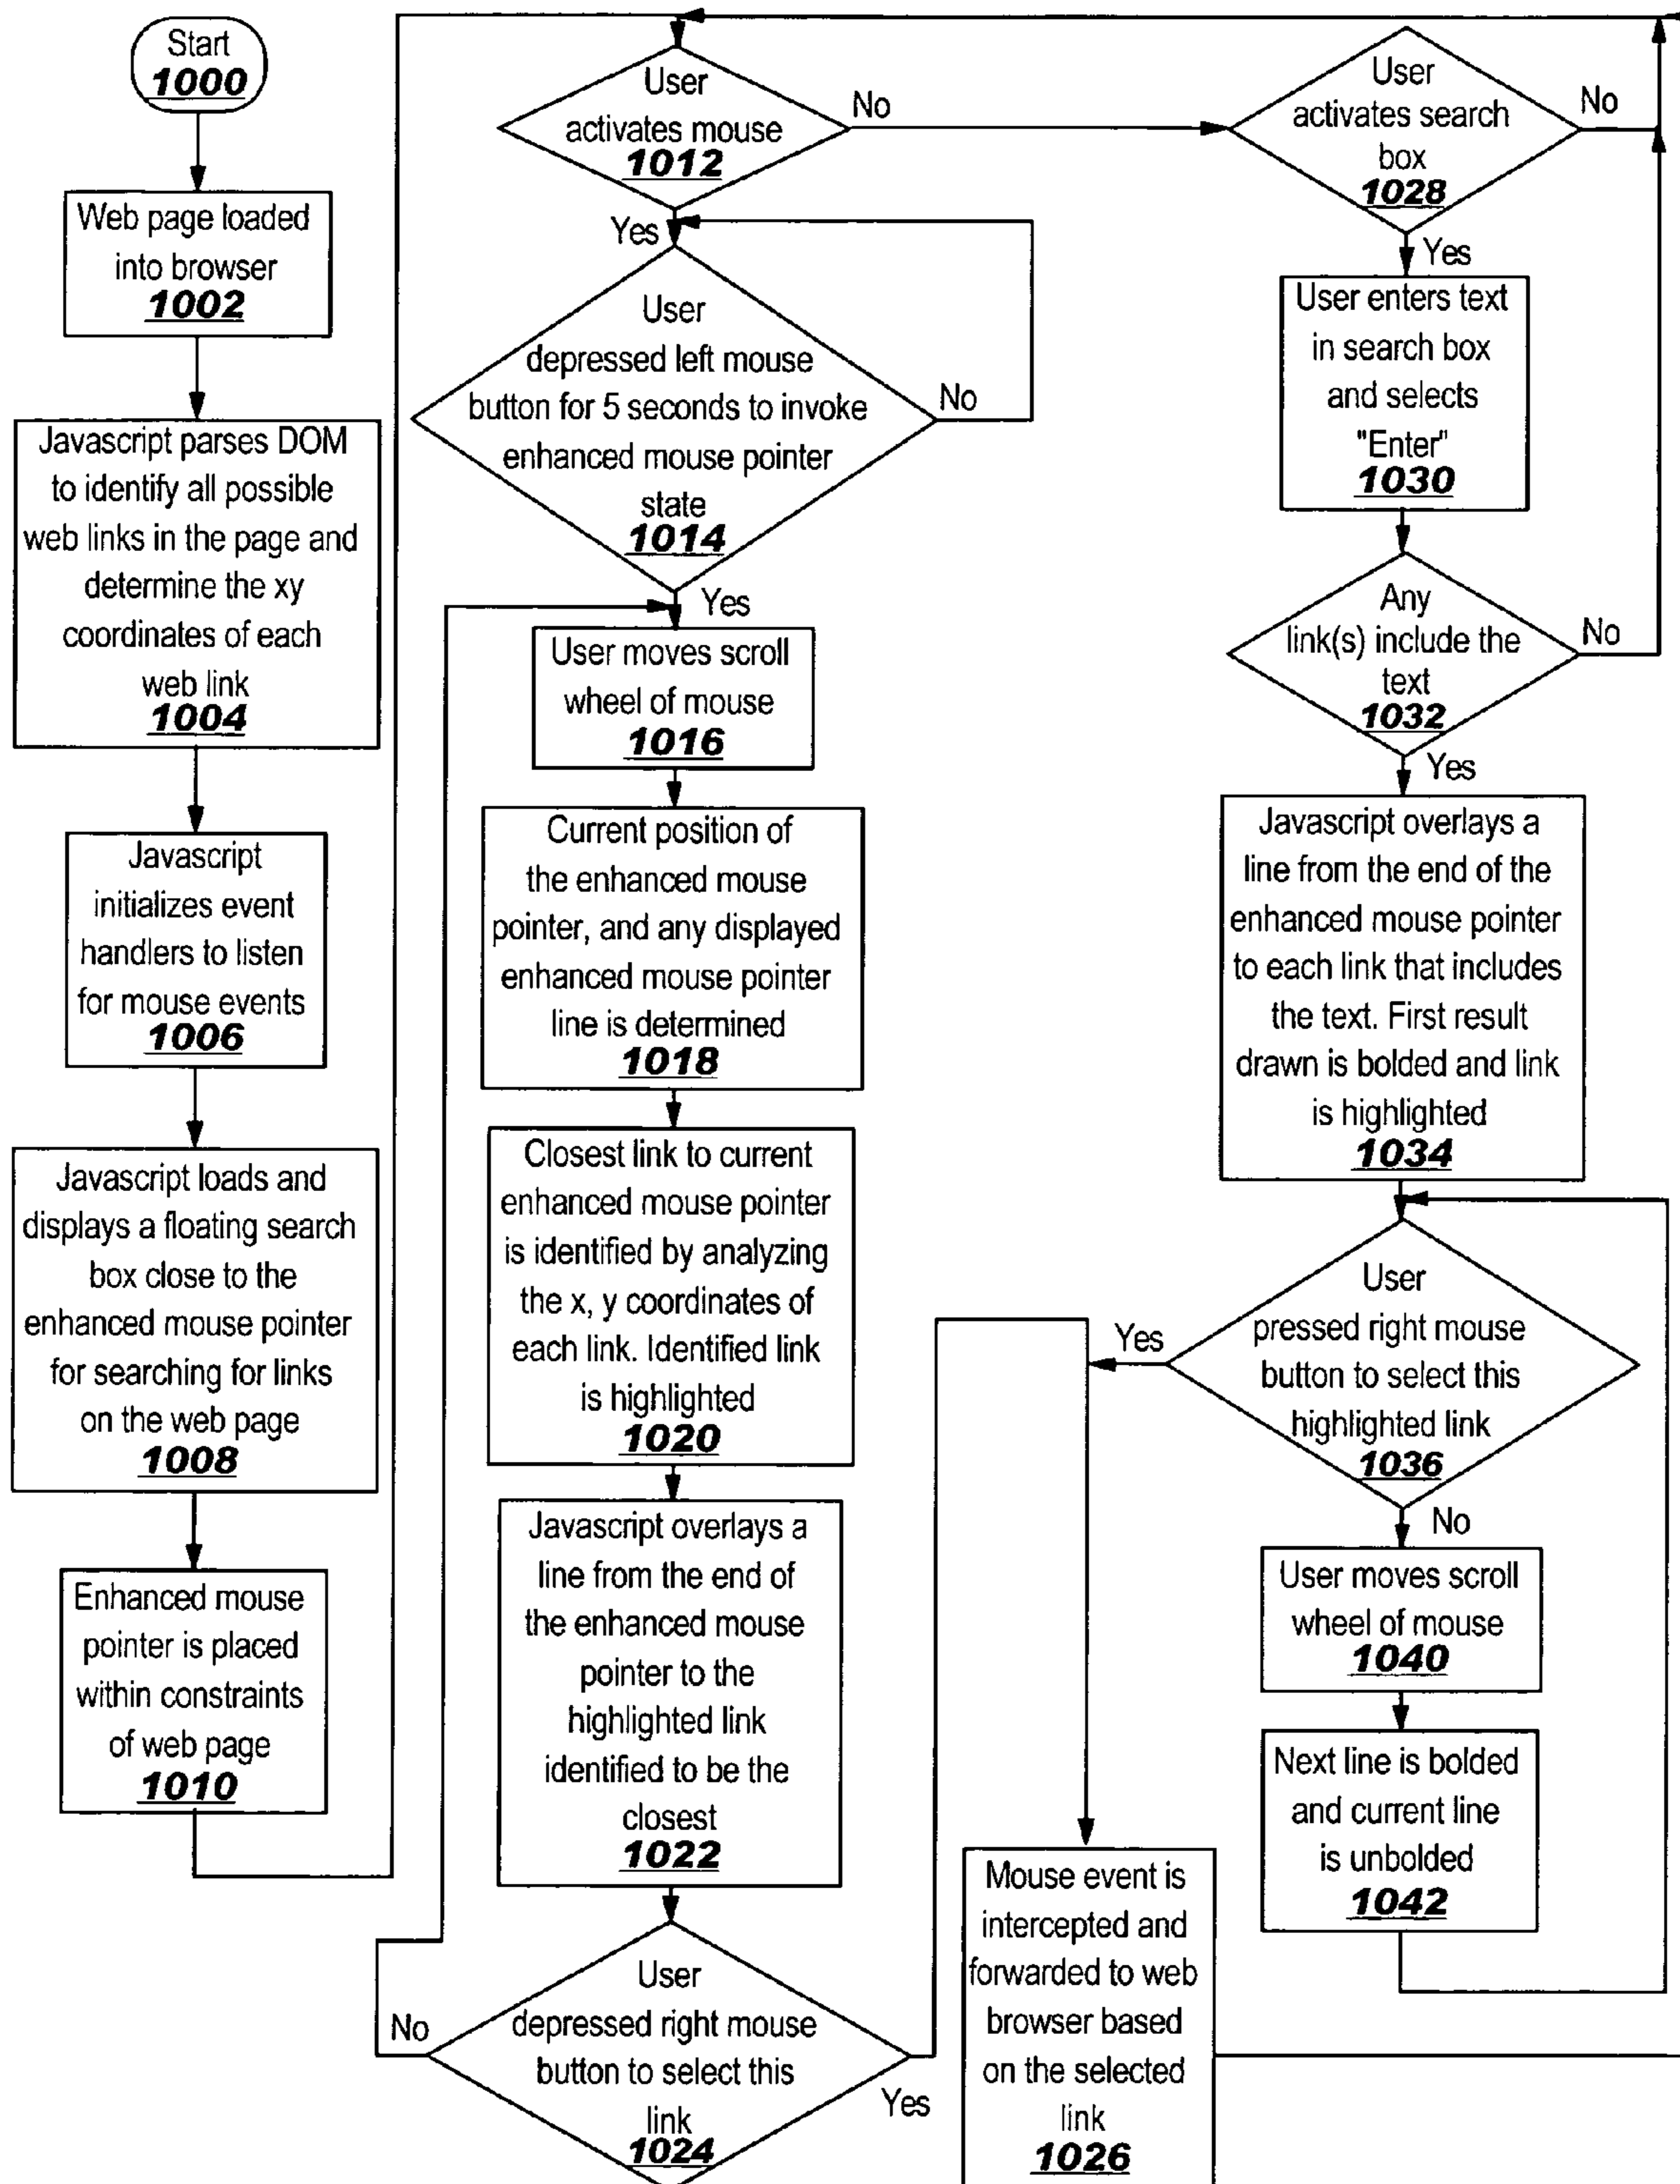 Start
1000
Web page loaded
into browser
1002
Javascript parses DOM
to identify all possible
web links in the page and
determine the xy
coordinates of each
web link
1004
Javascript
initializes event
handlers to listen
for mouse events
1006
Javascript loads and
displays a floating search
box close to the
enhanced mouse pointer
for searching for links
on the web page
1008
Enhanced mouse
pointer is placed
within constraints
of web page
1010
User
activates mouse
1012
No
Yes
User
depressed left mouse
button for 5 seconds to invoke
enhanced mouse pointer
state
1014
No
Yes
User moves scroll
wheel of mouse
1016
Current position of
the enhanced mouse
pointer, and any displayed
enhanced mouse pointer
line is determined
1018
Closest link to current
enhanced mouse pointer
is identified by analyzing
the x, y coordinates of
each link. Identified link
is highlighted
1020
Javascript overlays a
line from the end of
the enhanced mouse
pointer to the
highlighted link
identified to be the
closest
1022
User
depressed right mouse
button to select this
link
1024
No
Yes
Mouse event is
intercepted and
forwarded to web
browser based
on the selected
link
1026
User
activates search
box
1028
No
Yes
User enters text
in search box
and selects
"Enter"
1030
Any
link(s) include the
text
1032
No
Yes
Javascript overlays a
line from the end of the
enhanced mouse pointer
to each link that includes
the text. First result
drawn is bolded and link
is highlighted
1034
User
pressed right mouse
button to select this
highlighted link
1036
Yes
No
User moves scroll
wheel of mouse
1040
Next line is bolded
and current line
is unbolded
1042